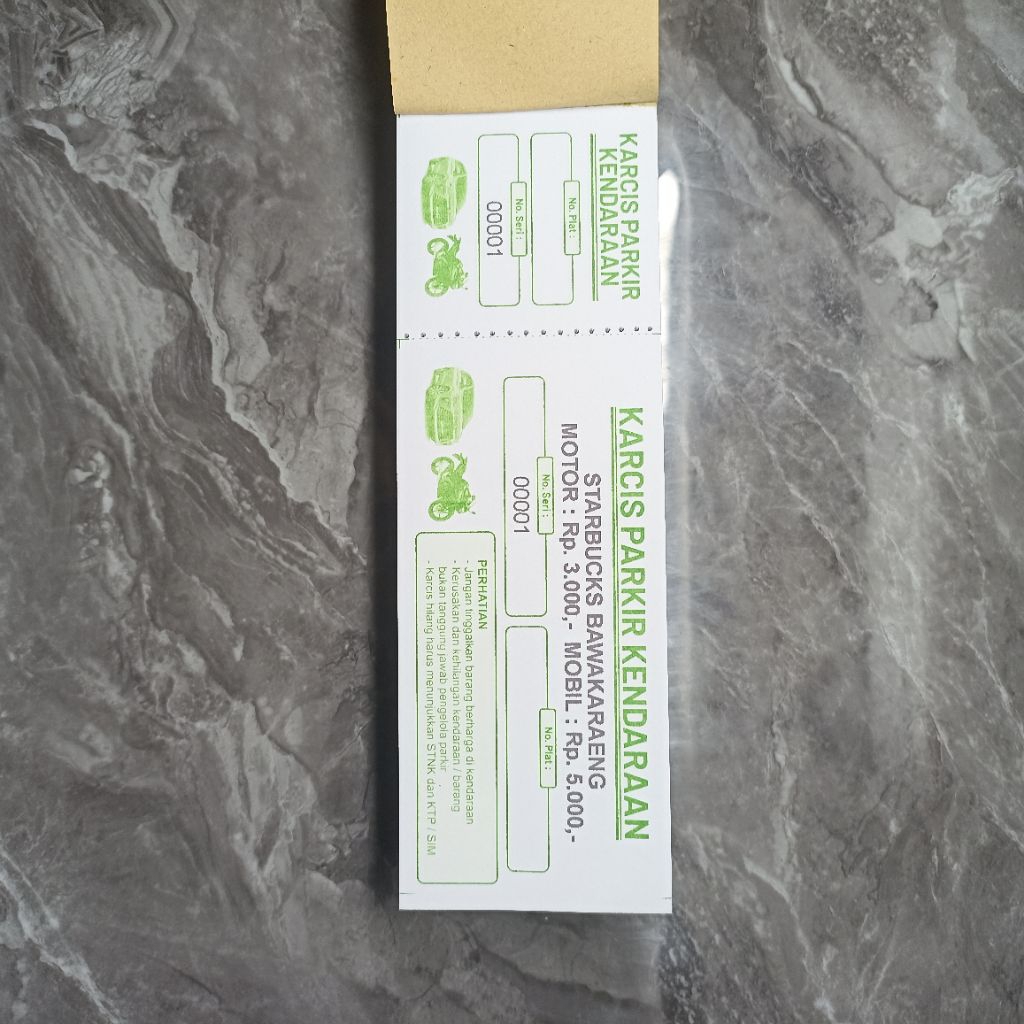 KARCIS PARKIR
KENDARAAN
No. Plat :
No. Seri :
00001
KARCIS PARKIR KENDARAAN
STARBUCKS BAWAKARAENG
MOTOR : Rp. 3.000,- MOBIL : Rp. 5.000,-
No. Seri :
00001
No. Plat :
PERHATIAN
- Jangan tinggalkan barang berharga di kendaraan
- Kerusakan dan kehilangan kendaraan / barang
bukan tanggung jawab pengelola parkir
- Karcis hilang harus menunjukkan STNK dan KTP / SIM